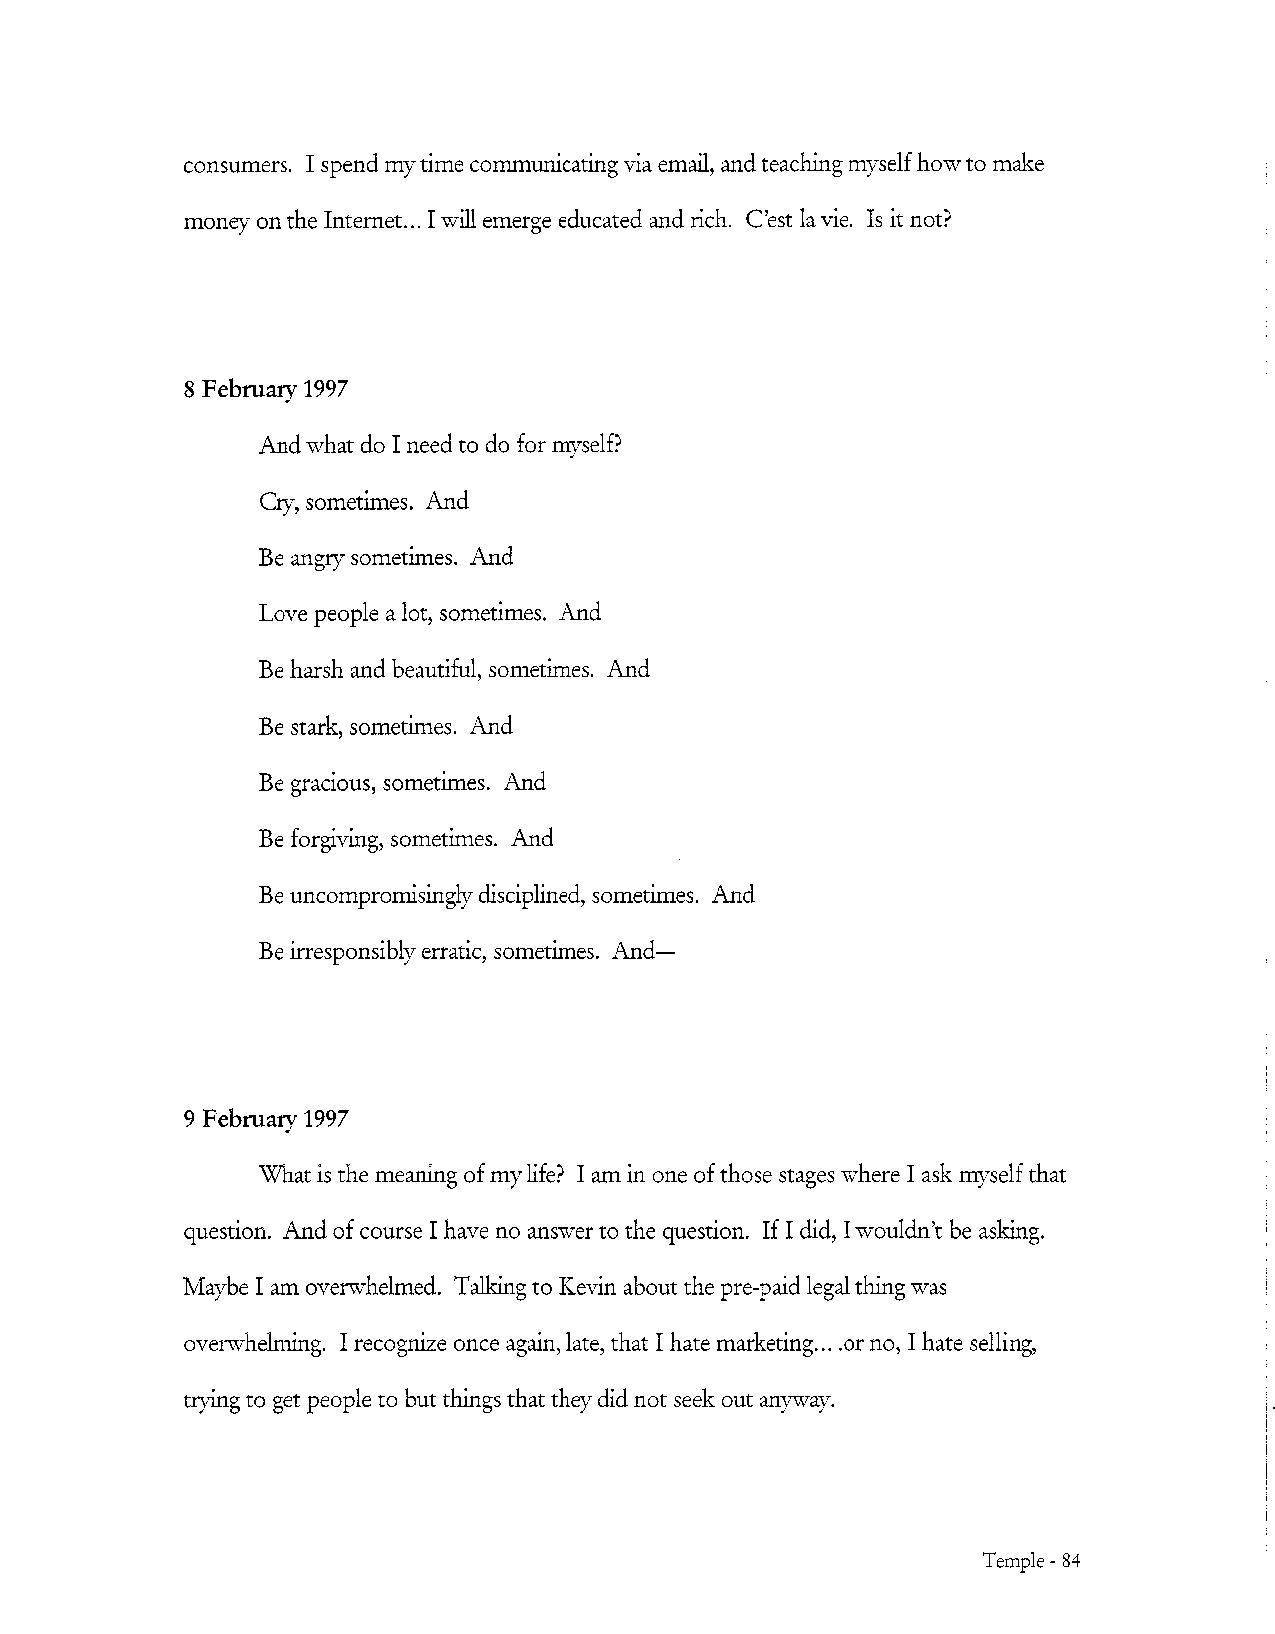 consumers. I spend my time communicating via email, and teaching myself how to make
money on the Internet... I will emerge educated and rich. C'est la vie. Is it not?
8 February 1997
And what do I need to do for myself?
Cry, sometimes. And
Be angry sometimes. And
Love people a lot, sometimes. And
Be harsh and beautiful, sometimes. And
Be stark, sometimes. And
Be gracious, sometimes. And
Be forgiving, sometimes. And
Be uncompromisingly disciplined, sometimes. And
Be irresponsibly erratic, sometimes. And—
9 February 1997
What is the meaning of my life? I am in one of those stages where I ask myself that
question. And of course I have no answer to the question. If I did, I wouldn't be asking.
Maybe I am overwhelmed. Talking to Kevin about the pre-paid legal thing was
overwhelming. I recognize once again, late, that I hate marketing... .or no, I hate selling,
trying to get people to but things that they did not seek out anyway.
Temple - 84